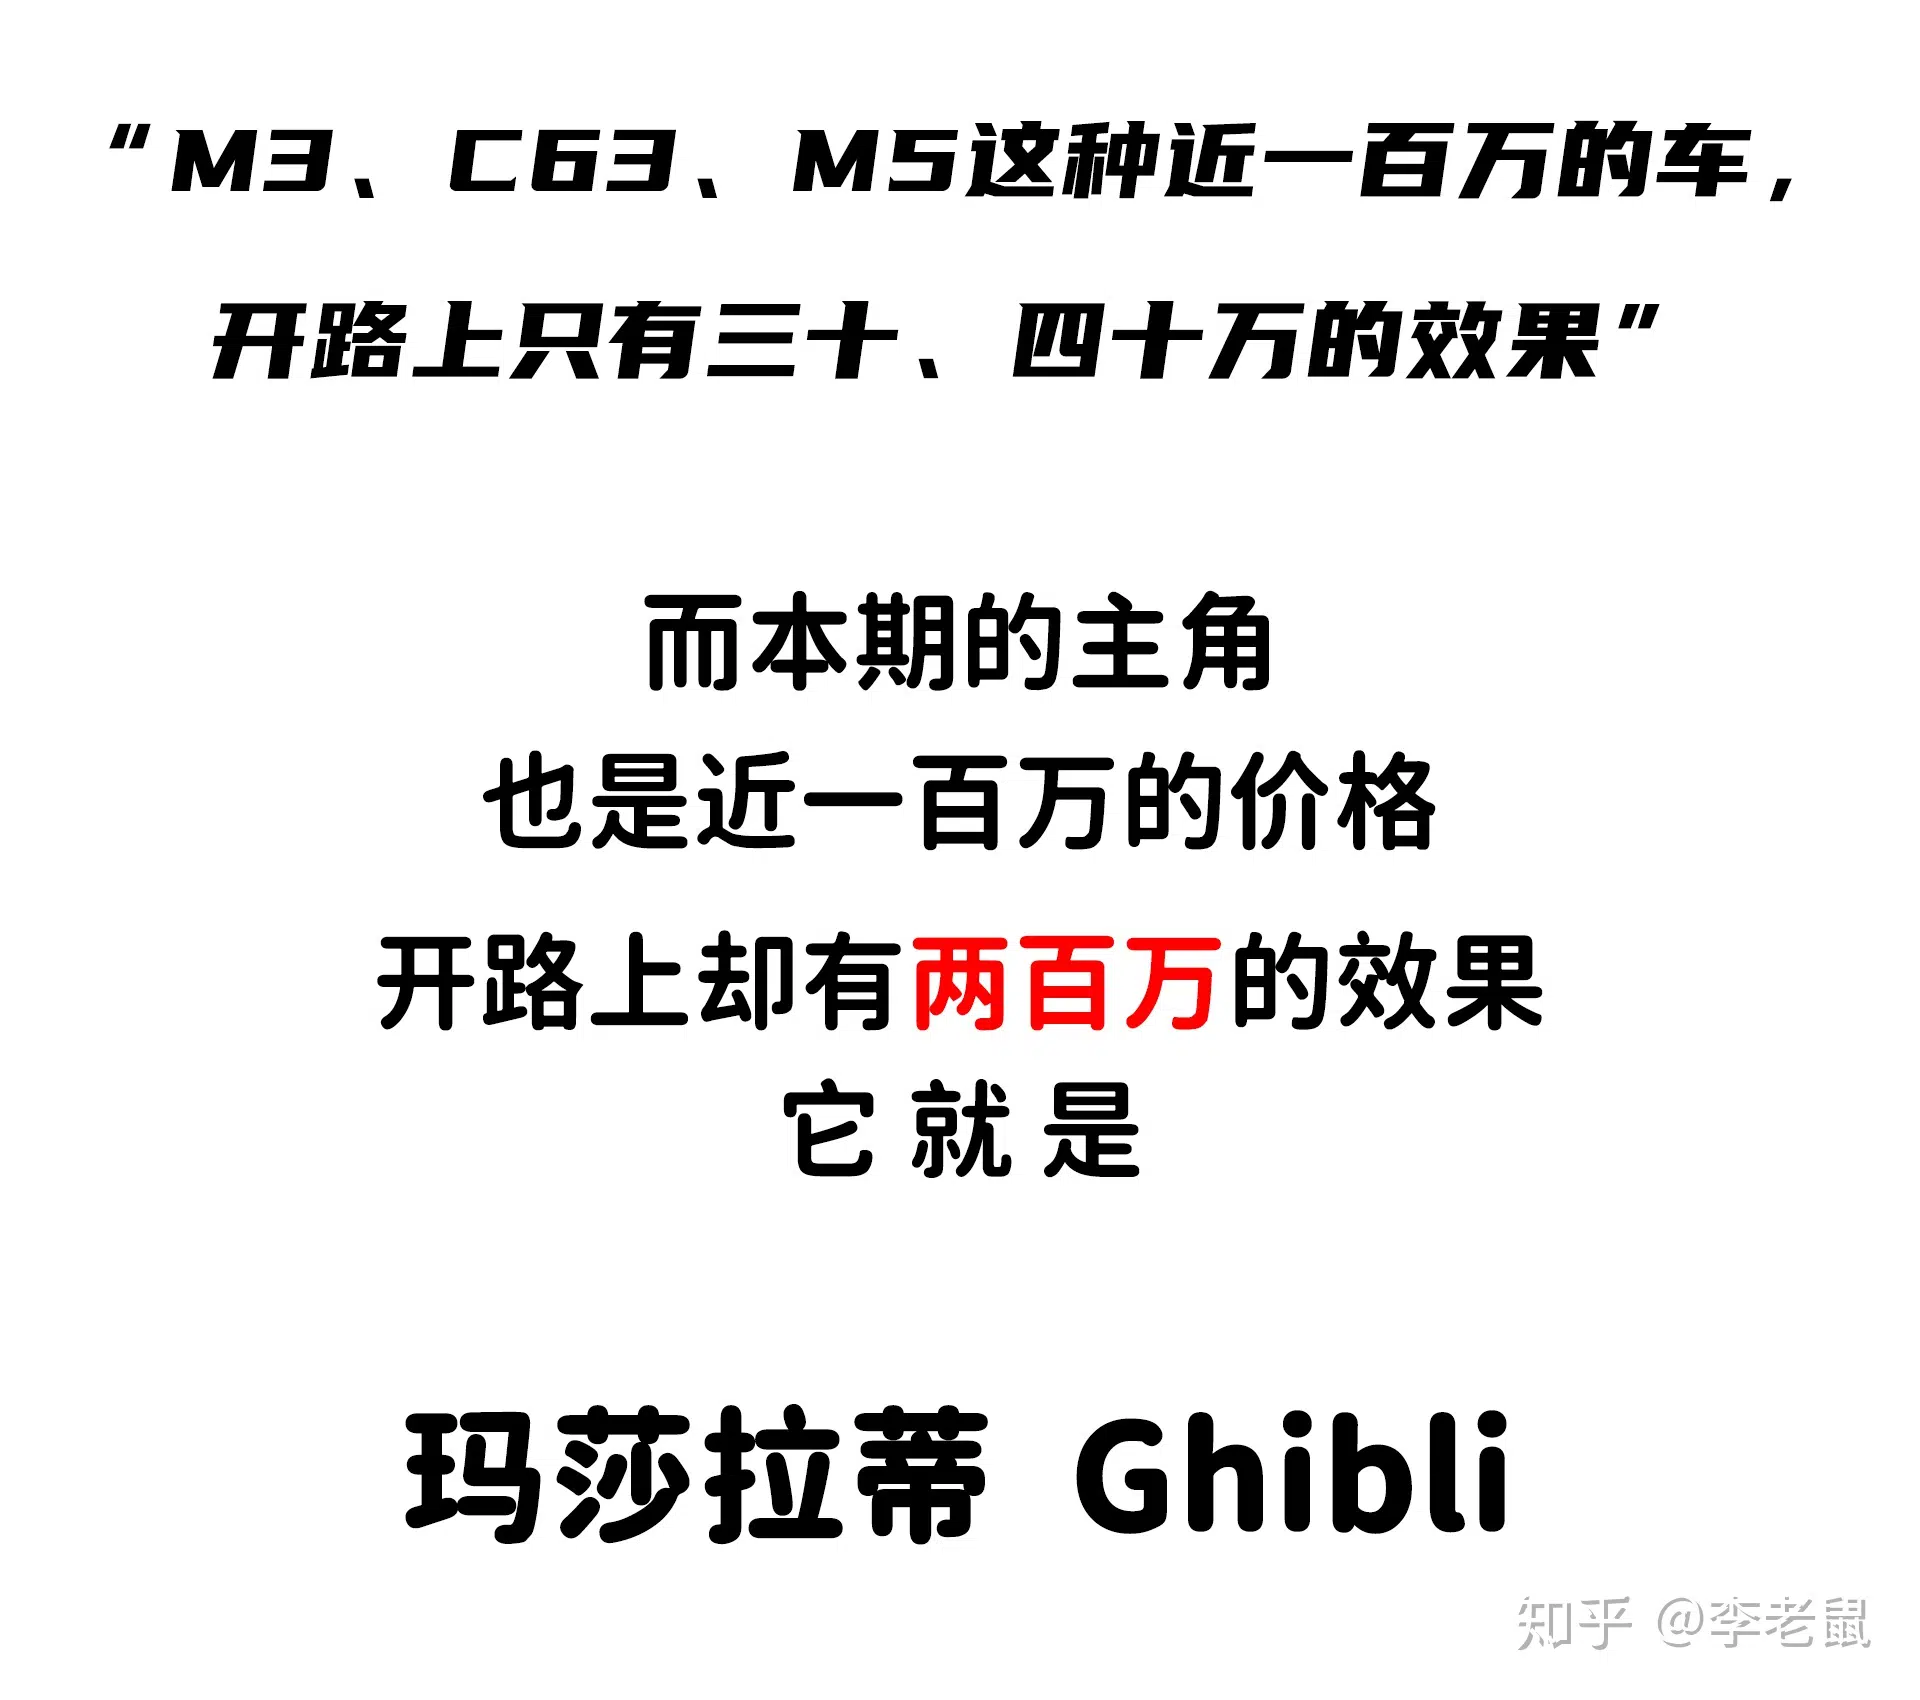 “M3、C63、M5这种近一百万的车，
开路上只有三十、四十万的效果”
而本期的主角
也是近一百万的价格
开路上却有两百万的效果
它就是
玛莎拉蒂 Ghibli
知乎 @李老鼠